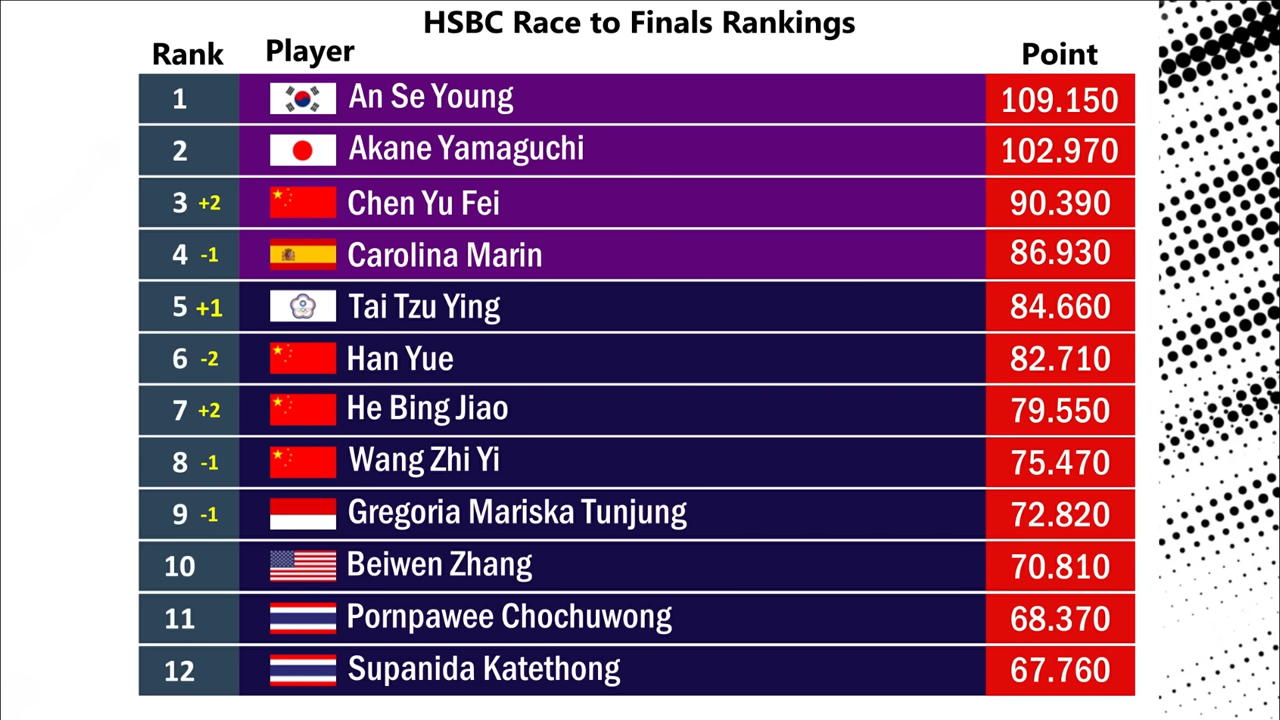 HSBC Race to Finals Rankings
Rank Player Point
1 An Se Young 109.150
2 Akane Yamaguchi 102.970
3 +2 Chen Yu Fei 90.390
4 -1 Carolina Marin 86.930
5 +1 Tai Tzu Ying 84.660
6 -2 Han Yue 82.710
7 +2 He Bing Jiao 79.550
8 -1 Wang Zhi Yi 75.470
9 -1 Gregoria Mariska Tunjung 72.820
10 Beiwen Zhang 70.810
11 Pornpawee Chochuwong 68.370
12 Supanida Katethong 67.760